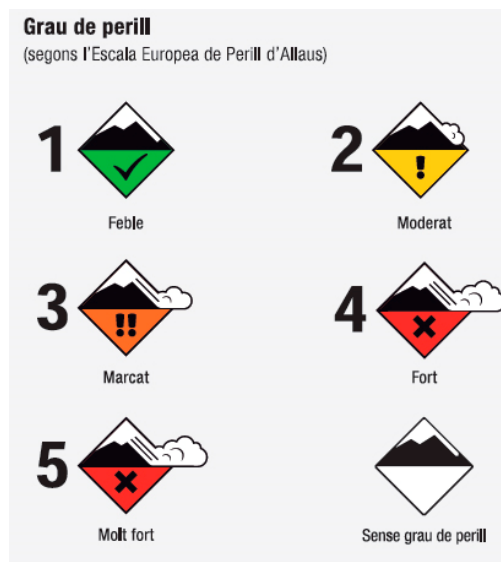 Grau de perill
(segons l'Escala Europea de Perill d'Allaus)
1
2
!
Feble
Moderat
3
!!
4
Marcat
Fort
5
Molt fort
Sense grau de perill